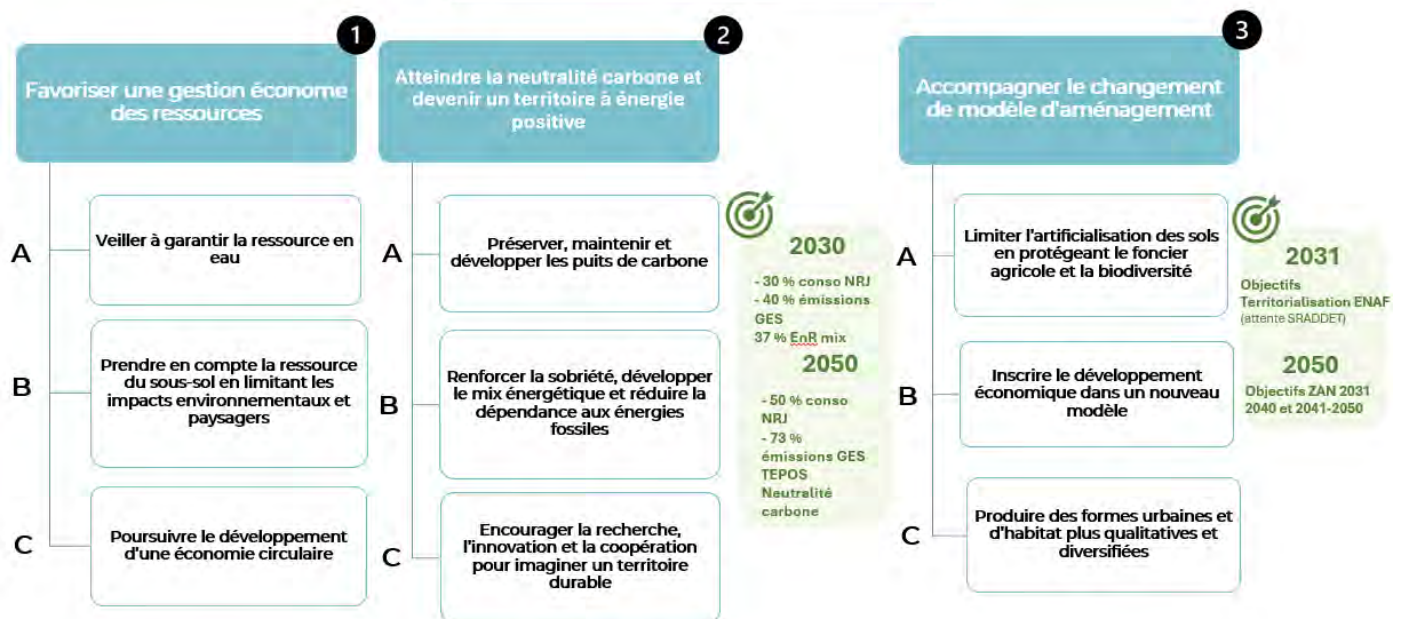 1
Favoriser une gestion économe
des ressources
A
Veiller à garantir la ressource en
eau
B
Prendre en compte la ressource
du sous-sol en limitant les
impacts environnementaux et
paysagers
C
Poursuivre le développement
d'une économie circulaire
2
Atteindre la neutralité carbone et
devenir un territoire à énergie
positive
A
Préserver, maintenir et
développer les puits de carbone
B
Renforcer la sobriété, développer
le mix énergétique et réduire la
dépendance aux énergies
fossiles
C
Encourager la recherche,
l'innovation et la coopération
pour imaginer un territoire
durable
2030
- 30 % conso NRJ
- 40 % émissions
GES
37 % EnR mix
2050
- 50 % conso
NRJ
- 73 %
émissions GES
TEPOS
Neutralité
carbone
3
Accompagner le changement
de modèle d'aménagement
A
Limiter l'artificialisation des sols
en protégeant le foncier
agricole et la biodiversité
B
Inscrire le développement
économique dans un nouveau
modèle
C
Produire des formes urbaines et
d'habitat plus qualitatives et
diversifiées
2031
Objectifs
Territorialisation ENAF
(attente SRADDET)
2050
Objectifs ZAN 2031
2040 et 2041-2050